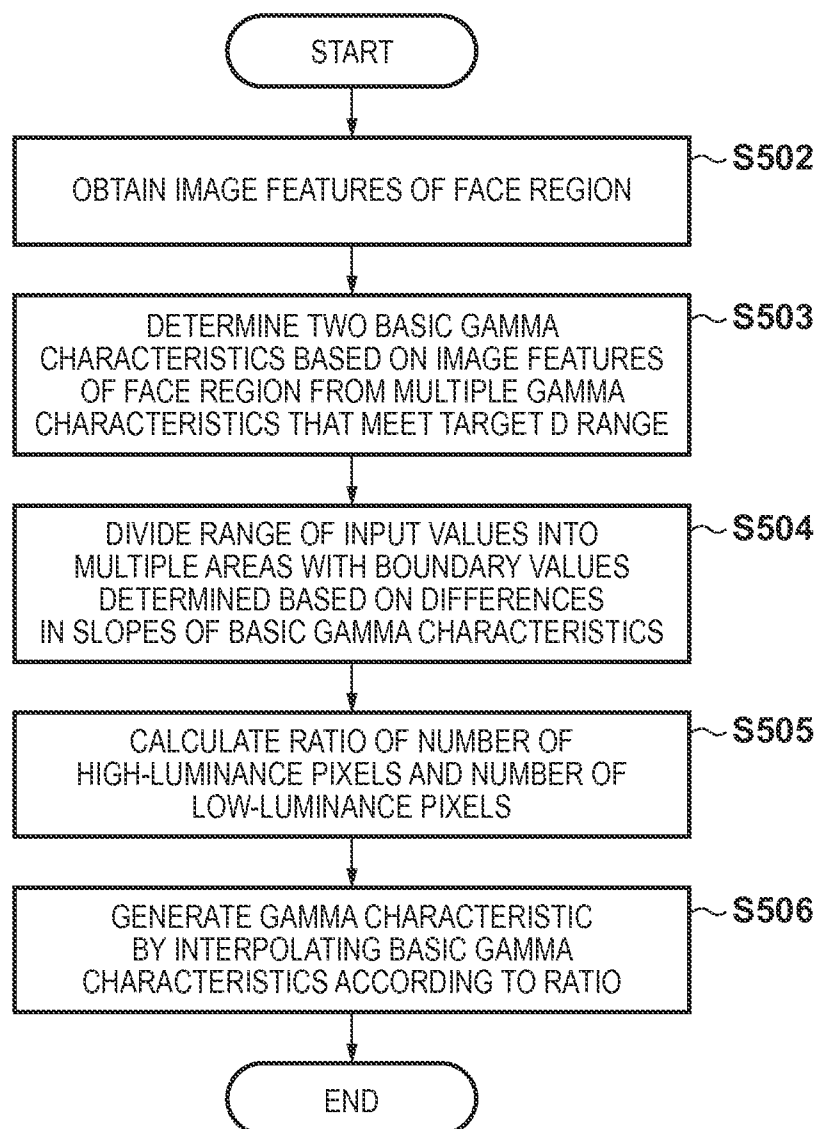 START
S502
OBTAIN IMAGE FEATURES OF FACE REGION
S503
DETERMINE TWO BASIC GAMMA
CHARACTERISTICS BASED ON IMAGE FEATURES
OF FACE REGION FROM MULTIPLE GAMMA
CHARACTERISTICS THAT MEET TARGET D RANGE
S504
DIVIDE RANGE OF INPUT VALUES INTO
MULTIPLE AREAS WITH BOUNDARY VALUES
DETERMINED BASED ON DIFFERENCES
IN SLOPES OF BASIC GAMMA CHARACTERISTICS
S505
CALCULATE RATIO OF NUMBER OF
HIGH-LUMINANCE PIXELS AND NUMBER OF
LOW-LUMINANCE PIXELS
S506
GENERATE GAMMA CHARACTERISTIC
BY INTERPOLATING BASIC GAMMA
CHARACTERISTICS ACCORDING TO RATIO
END